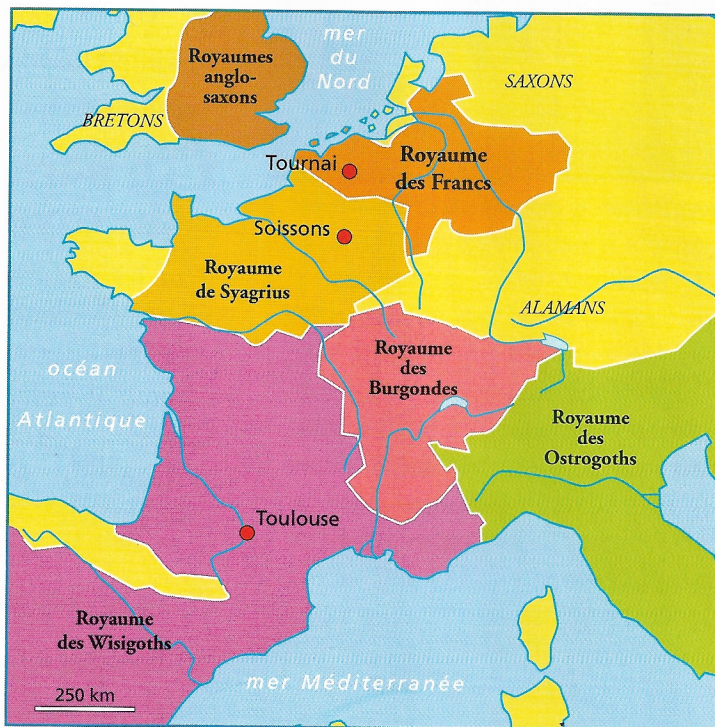 mer
du
Nord
Royaumes
anglo-
saxons
SAXONS
BRETONS
Tournai
Royaume
des Francs
Soissons
Royaume
de Syagrius
ALAMANS
océan
Atlantique
Royaume
des
Burgondes
Royaume
des
Ostrogoths
Toulouse
Royaume
des Wisigoths
mer Méditerranée
250 km